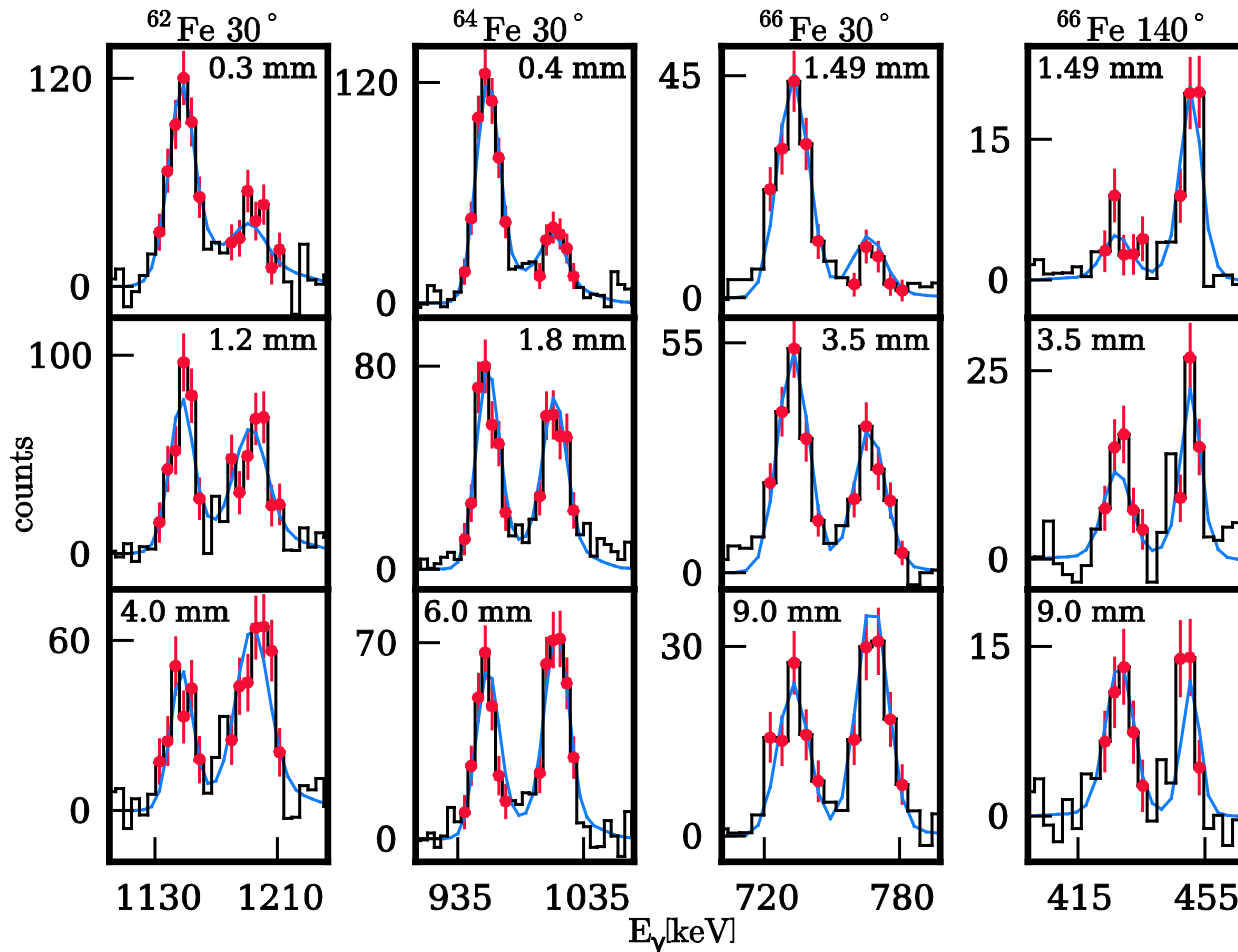 ⁶²Fe 30° ⁶⁴Fe 30° ⁶⁶Fe 30° ⁶⁶Fe 140°
120 0.3 mm 120 0.4 mm 45 1.49 mm 1.49 mm
15
0 0 0 0
100 1.2 mm 80 1.8 mm 55 3.5 mm 25 3.5 mm
counts
0 0 0 0
60 4.0 mm 70 6.0 mm 30 9.0 mm 15 9.0 mm
0 0 0 0
1130 1210 935 1035 720 780 415 455
Eγ[keV]